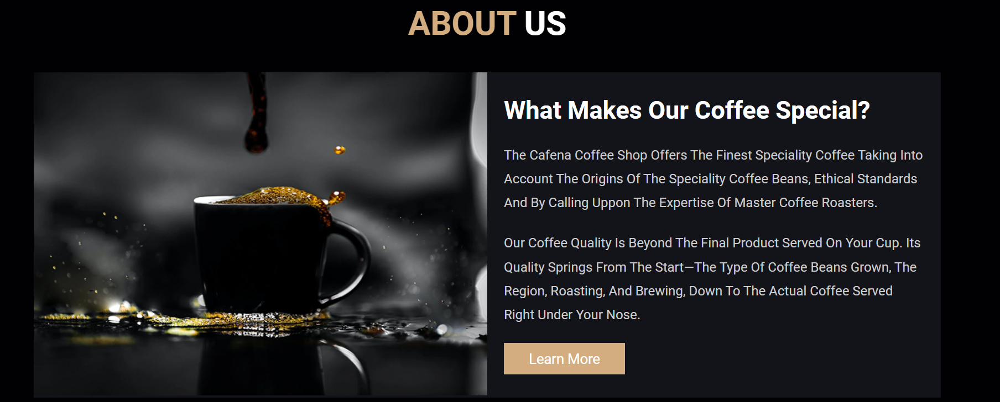 ABOUT US
What Makes Our Coffee Special?
The Cafena Coffee Shop Offers The Finest Speciality Coffee Taking Into
Account The Origins Of The Speciality Coffee Beans, Ethical Standards
And By Calling Uppon The Expertise Of Master Coffee Roasters.
Our Coffee Quality Is Beyond The Final Product Served On Your Cup. Its
Quality Springs From The Start—The Type Of Coffee Beans Grown, The
Region, Roasting, And Brewing, Down To The Actual Coffee Served
Right Under Your Nose.
Learn More